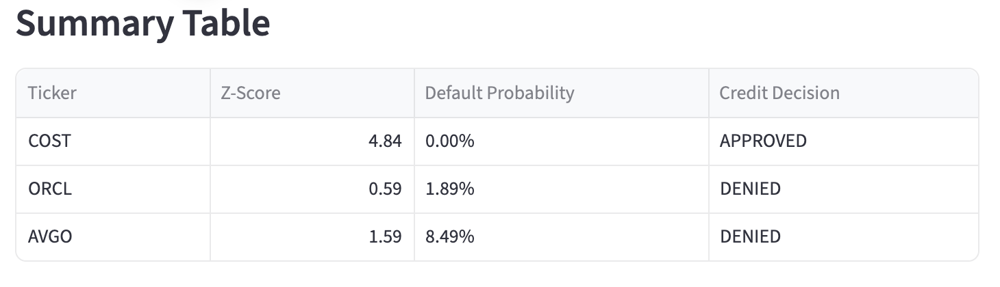 Summary Table
Ticker Z-Score Default Probability Credit Decision
COST 4.84 0.00% APPROVED
ORCL 0.59 1.89% DENIED
AVGO 1.59 8.49% DENIED